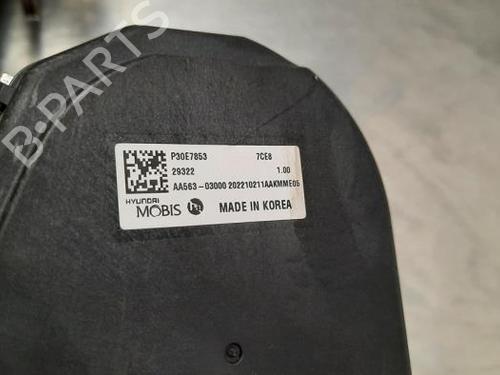 B-PARTS
P30E7853 7CE8
29322 1.00
AA563-03000 202210211AAKMME05
HYUNDAI
MOBIS MADE IN KOREA